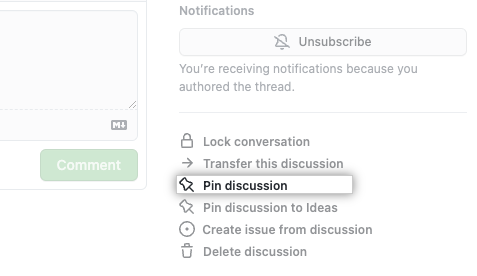 Notifications
Unsubscribe
You're receiving notifications because you
authored the thread.
Comment
Lock conversation
Transfer this discussion
Pin discussion
Pin discussion to Ideas
Create issue from discussion
Delete discussion